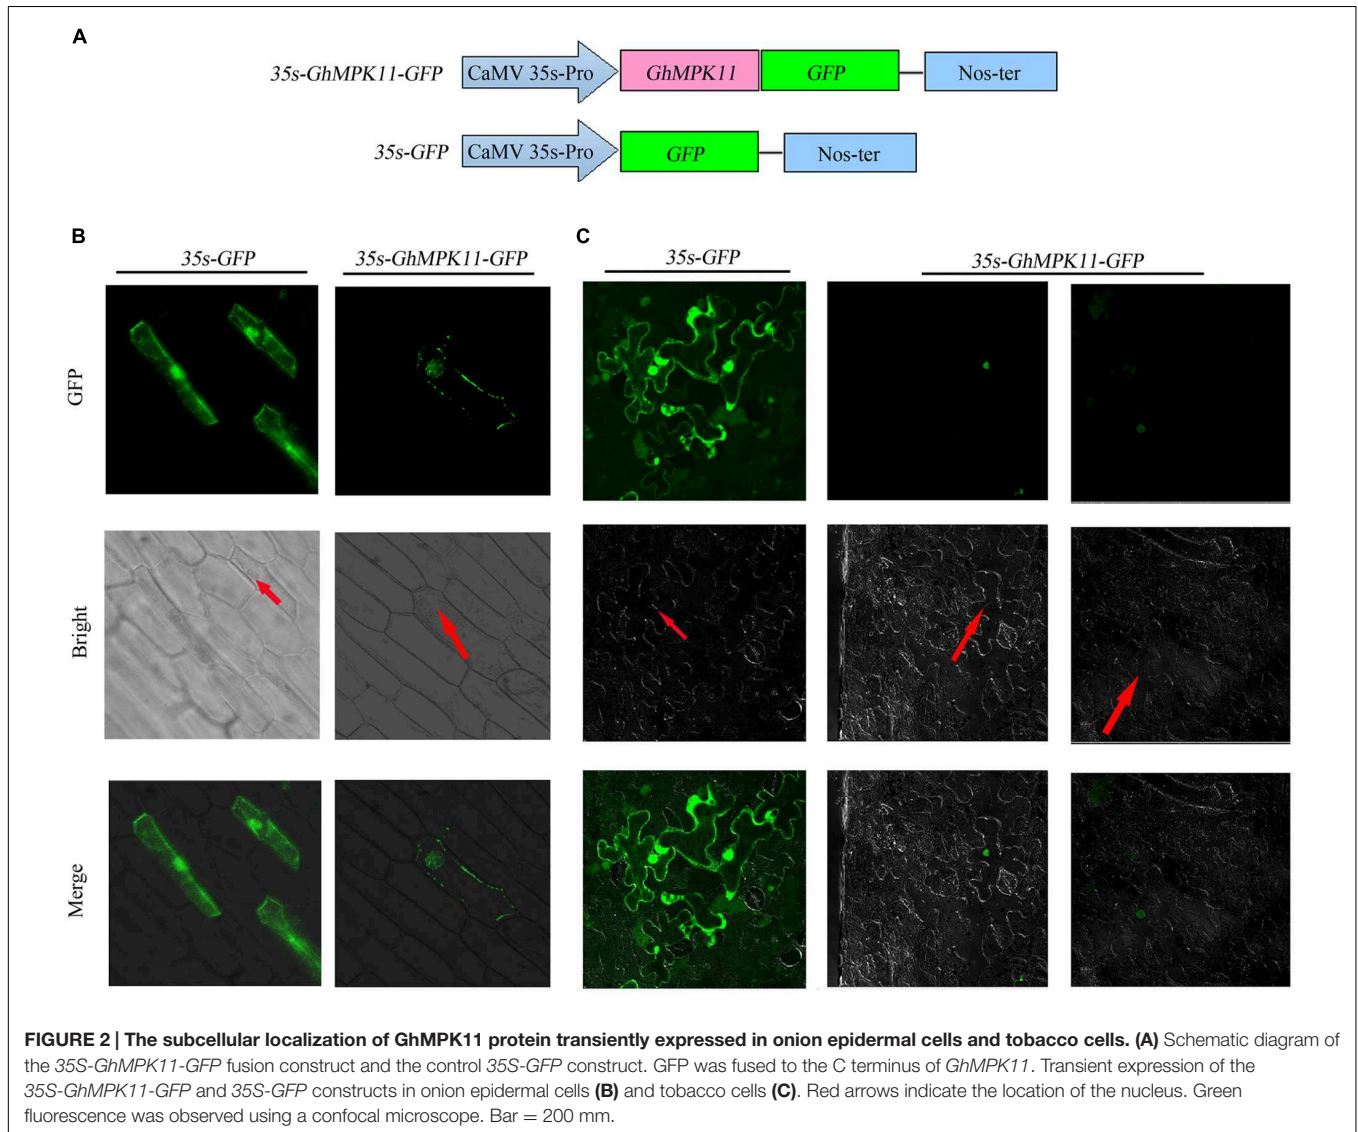 A
35s-GhMPK11-GFP CaMV 35s-Pro GhMPK11 GFP Nos-ter
35s-GFP CaMV 35s-Pro GFP Nos-ter
B
35s-GFP 35s-GhMPK11-GFP
C
35s-GFP 35s-GhMPK11-GFP
GFP
Bright
Merge
FIGURE 2 | The subcellular localization of GhMPK11 protein transiently expressed in onion epidermal cells and tobacco cells. (A) Schematic diagram of
the 35S-GhMPK11-GFP fusion construct and the control 35S-GFP construct. GFP was fused to the C terminus of GhMPK11. Transient expression of the
35S-GhMPK11-GFP and 35S-GFP constructs in onion epidermal cells (B) and tobacco cells (C). Red arrows indicate the location of the nucleus. Green
fluorescence was observed using a confocal microscope. Bar = 200 mm.